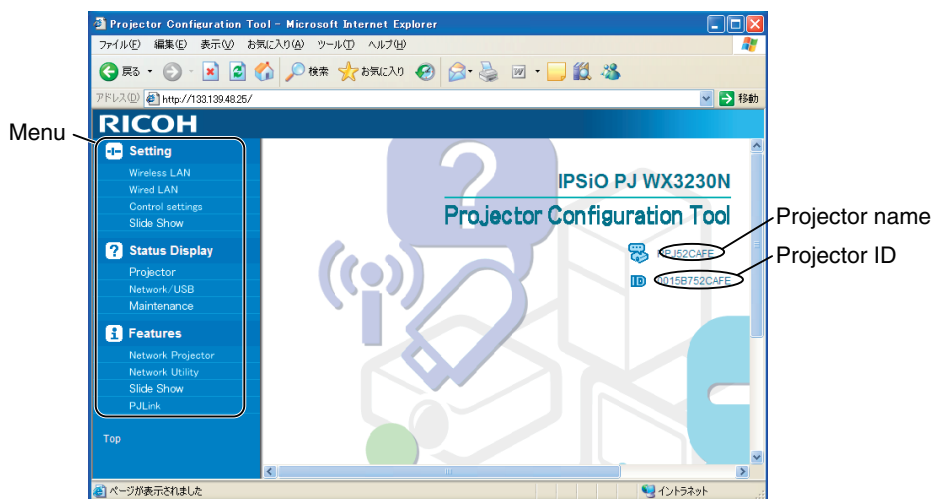 Projector Configuration Tool - Microsoft Internet Explorer
ファイル(F) 編集(E) 表示(V) お気に入り(A) ツール(T) ヘルプ(H)
戻る 検索 お気に入り
アドレス(D) http://133.139.48.25/ 移動
RICOH
Menu
Setting
Wireless LAN
Wired LAN
Control settings
Slide Show
Status Display
Projector
Network/USB
Maintenance
Features
Network Projector
Network Utility
Slide Show
PJLink
Top
IPSiO PJ WX3230N
Projector Configuration Tool
RPJ52CAFE
Projector name
ID 0015B752CAFE
Projector ID
ページが表示されました イントラネット